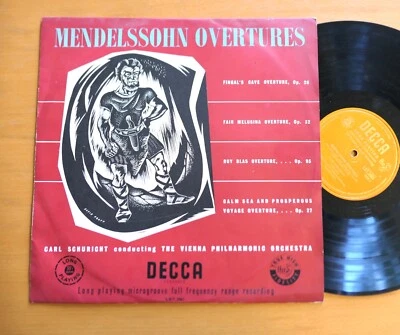 MENDELSSOHN OVERTURES
FINGAL'S CAVE OVERTURE, Op. 26
FAIR MELUSINA OVERTURE, Op. 32
RUY BLAS OVERTURE, . . . Op. 95
CALM SEA AND PROSPEROUS
VOYAGE OVERTURE, . . . Op. 27
CARL SCHURICHT conducting THE VIENNA PHILHARMONIC ORCHESTRA
LONG
PLAYING
DECCA
Long playing microgroove full frequency range recording
DECCA